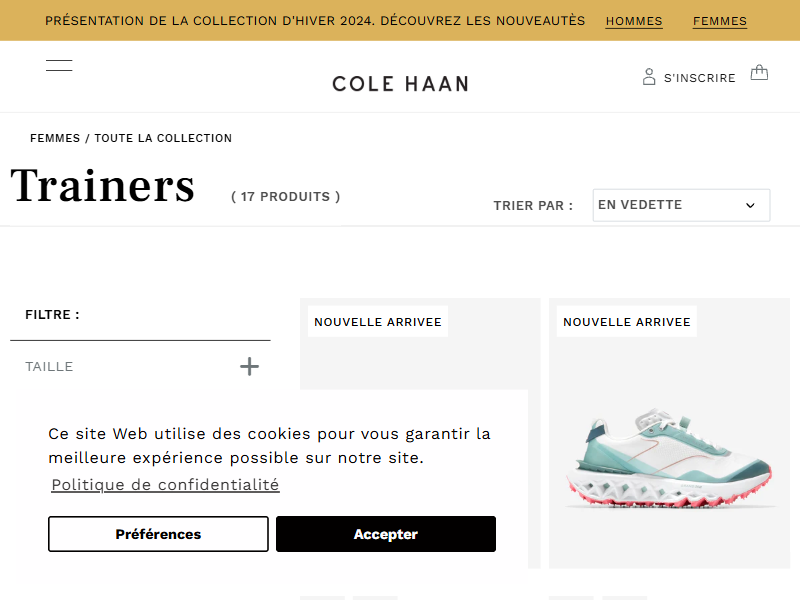 PRÉSENTATION DE LA COLLECTION D'HIVER 2024. DÉCOUVREZ LES NOUVEAUTÈS HOMMES FEMMES
COLE HAAN
S'INSCRIRE
FEMMES / TOUTE LA COLLECTION
Trainers ( 17 PRODUITS )
TRIER PAR : EN VEDETTE
FILTRE :
TAILLE
NOUVELLE ARRIVEE
NOUVELLE ARRIVEE
Ce site Web utilise des cookies pour vous garantir la
meilleure expérience possible sur notre site.
Politique de confidentialité
Préférences
Accepter